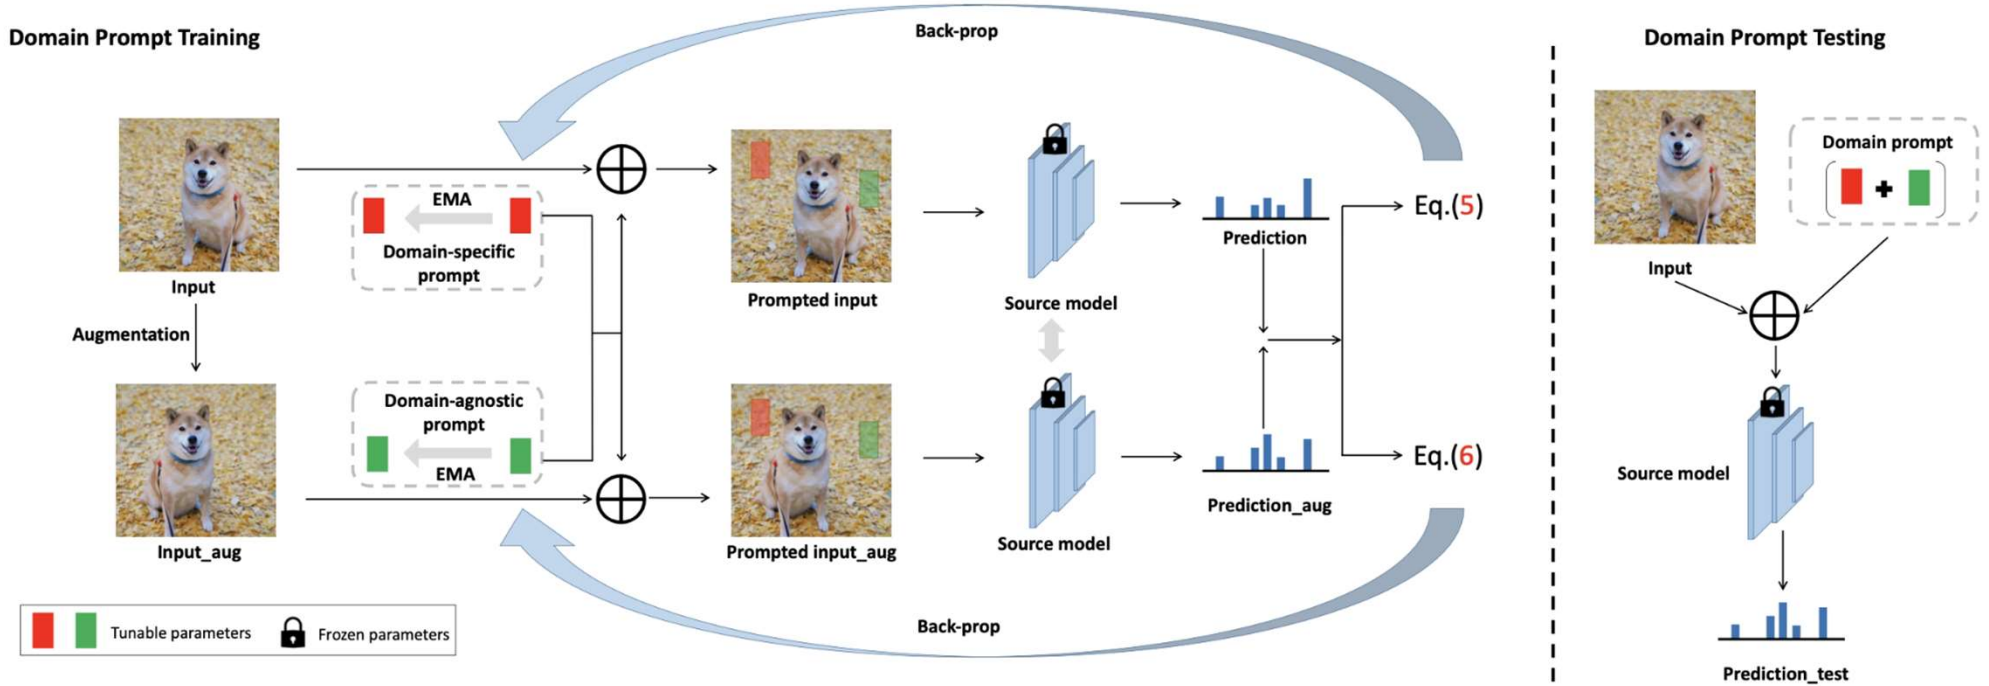 Domain Prompt Training
Back-prop
Domain Prompt Testing
Input
Augmentation
Input_aug
EMA
Domain-specific
prompt
Domain-agnostic
prompt
EMA
Prompted input
Prompted input_aug
Source model
Source model
Prediction
Prediction_aug
Eq.(5)
Eq.(6)
Back-prop
Tunable parameters
Frozen parameters
Domain prompt
Input
Source model
Prediction_test